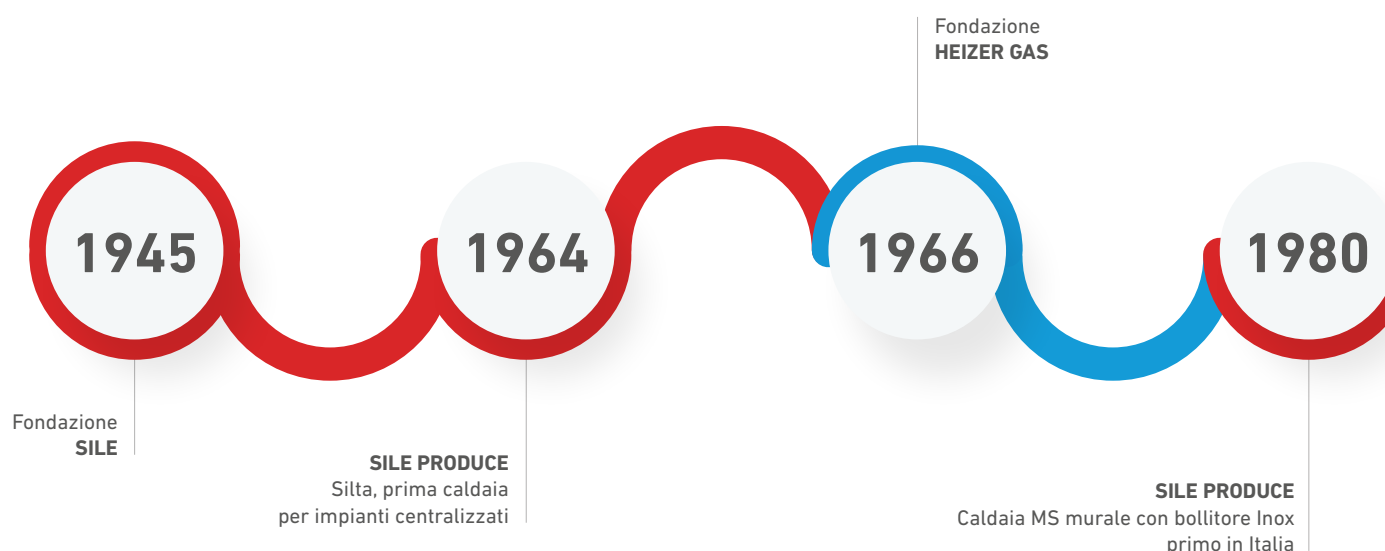 Fondazione
HEIZER GAS
1945
1964
1966
1980
Fondazione
SILE
SILE PRODUCE
Silta, prima caldaia
per impianti centralizzati
SILE PRODUCE
Caldaia MS murale con bollitore Inox
primo in Italia